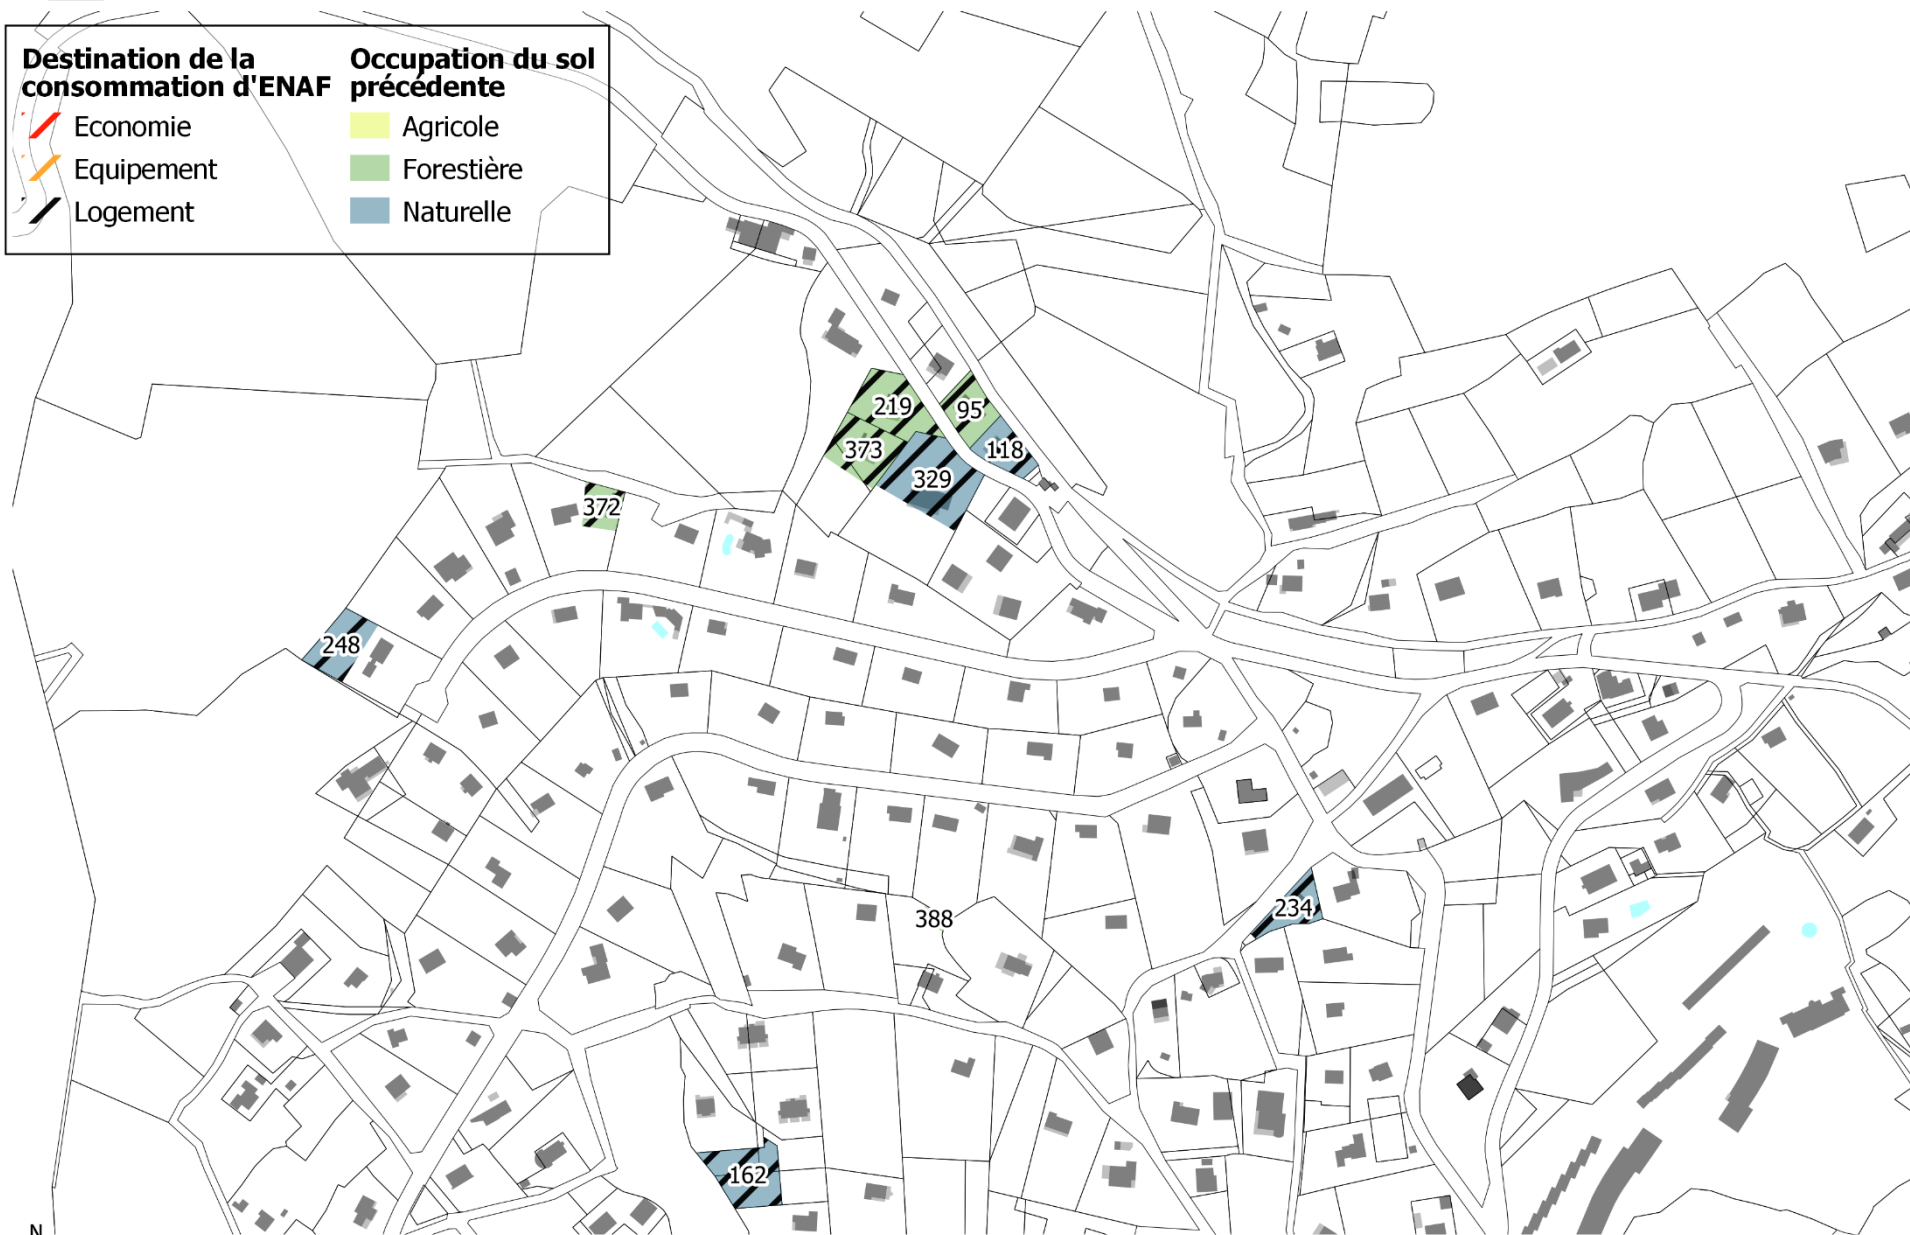 Destination de la
consommation d'ENAF
Economie
Equipement
Logement
Occupation du sol
précédente
Agricole
Forestière
Naturelle
219
95
373
118
329
372
248
388
234
162
N